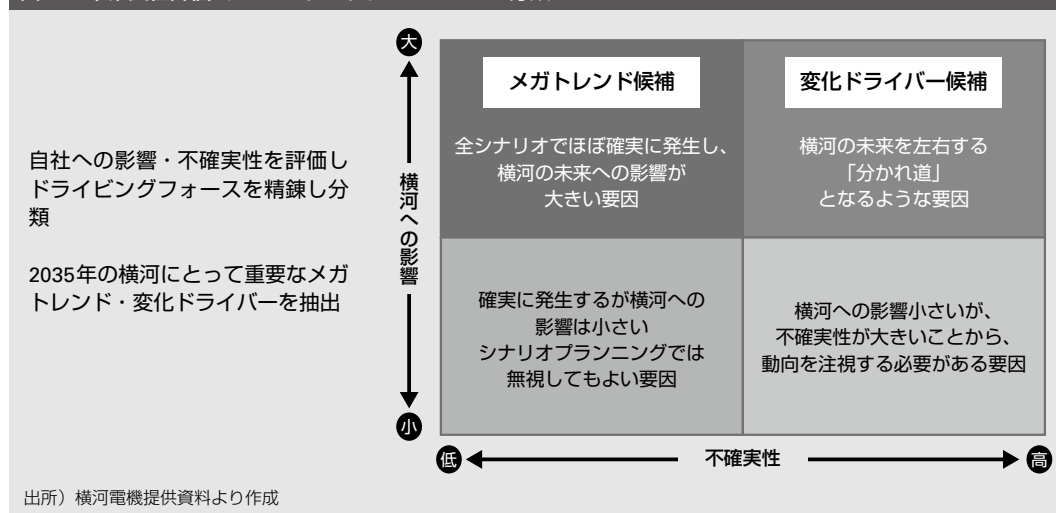 自社への影響・不確実性を評価し
ドライビングフォースを精錬し分
類
2035年の横河にとって重要なメガ
トレンド・変化ドライバーを抽出
大
横河への影響
小
メガトレンド候補
全シナリオでほぼ確実に発生し、
横河の未来への影響が
大きい要因
変化ドライバー候補
横河の未来を左右する
「分かれ道」
となるような要因
確実に発生するが横河への
影響は小さい
シナリオプランニングでは
無視してもよい要因
横河への影響小さいが、
不確実性が大きいことから、
動向を注視する必要がある要因
低
不確実性
高
出所）横河電機提供資料より作成